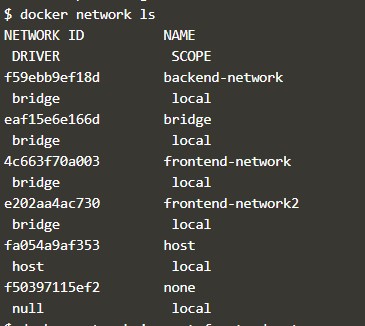 $ docker network ls
NETWORK ID NAME
DRIVER SCOPE
f59ebb9ef18d backend-network
bridge local
eaf15e6e166d bridge
bridge local
4c663f70a003 frontend-network
bridge local
e202aa4ac730 frontend-network2
bridge local
fa054a9af353 host
host local
f50397115ef2 none
null local